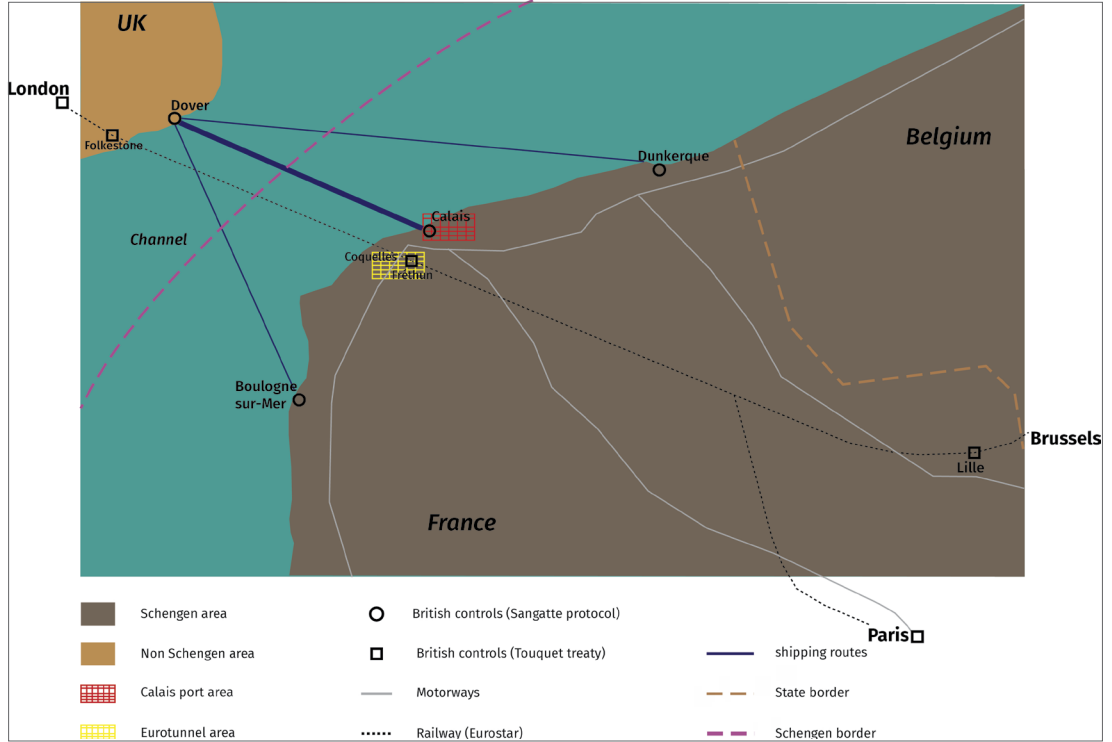 UK
London
Dover
Folkestone
Dunkerque
Belgium
Calais
Channel
Coquelles
Fréthun
Boulogne
sur-Mer
Brussels
Lille
France
Paris
Schengen area
British controls (Sangatte protocol)
Non Schengen area
British controls (Touquet treaty)
shipping routes
Calais port area
Motorways
State border
Eurotunnel area
Railway (Eurostar)
Schengen border